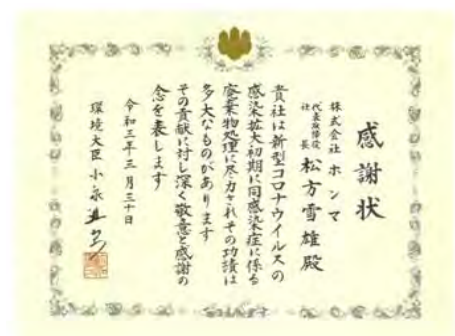 感謝状
株式会社 ホンマ
代表取締役
社長 松方雪雄殿
貴社は新型コロナウイルスの
感染拡大初期に同感染症に係る
廃棄物処理に尽力されその功績は
多大なものがあります
その貢献に対し深く敬意と感謝の
念を表します
令和三年三月三十日
環境大臣 小泉進次郎